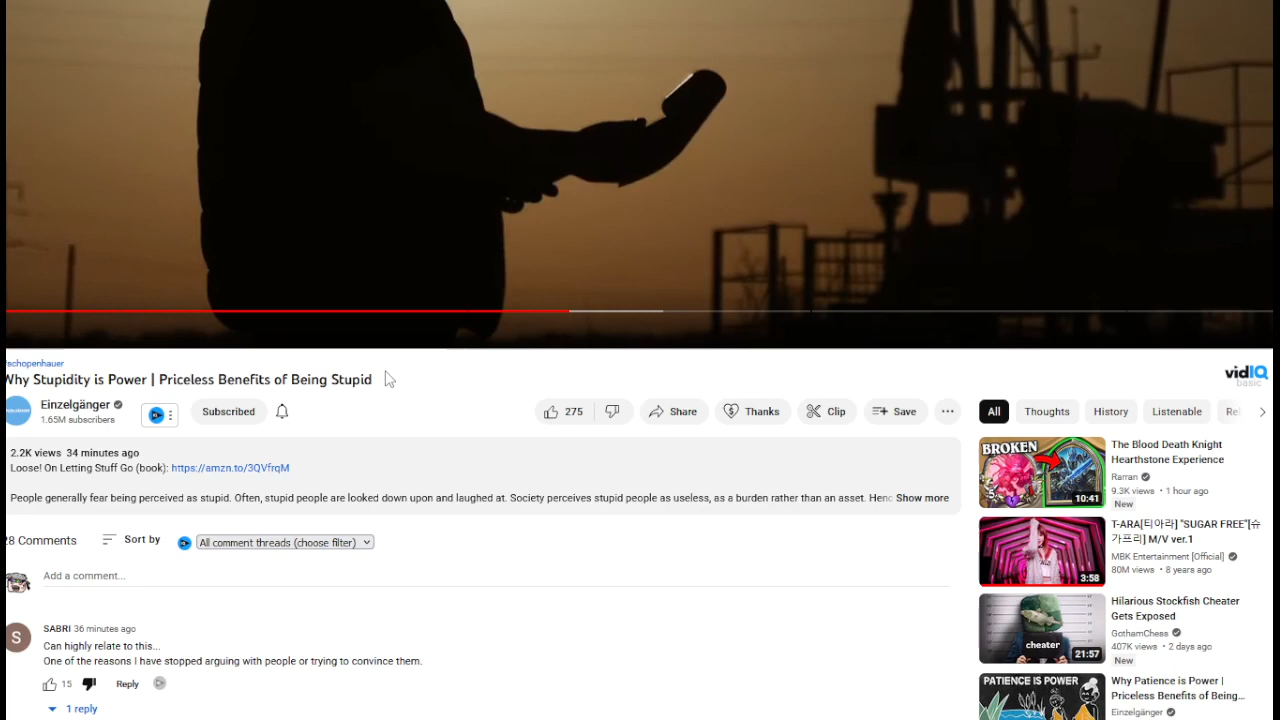 #schopenhauer
Why Stupidity is Power | Priceless Benefits of Being Stupid
vidIQ
basic
Einzelgänger
1.65M subscribers
Subscribed
275
Share
Thanks
Clip
Save
All
Thoughts
History
Listenable
Re
2.2K views 34 minutes ago
Loose! On Letting Stuff Go (book): https://amzn.to/3QVfrqM
People generally fear being perceived as stupid. Often, stupid people are looked down upon and laughed at. Society perceives stupid people as useless, as a burden rather than an asset. Henc Show more
28 Comments
Sort by
All comment threads (choose filter)
Add a comment...
S
SABRI 36 minutes ago
Can highly relate to this...
One of the reasons I have stopped arguing with people or trying to convince them.
15
Reply
1 reply
BROKEN
10:41
The Blood Death Knight
Hearthstone Experience
Rarran
9.3K views • 1 hour ago
New
3:58
T-ARA[티아라] "SUGAR FREE"[슈
가프리] M/V ver.1
MBK Entertainment [Official]
80M views • 8 years ago
cheater
21:57
Hilarious Stockfish Cheater
Gets Exposed
GothamChess
407K views • 2 days ago
New
PATIENCE IS POWER
Why Patience is Power |
Priceless Benefits of Being...
Einzelgänger